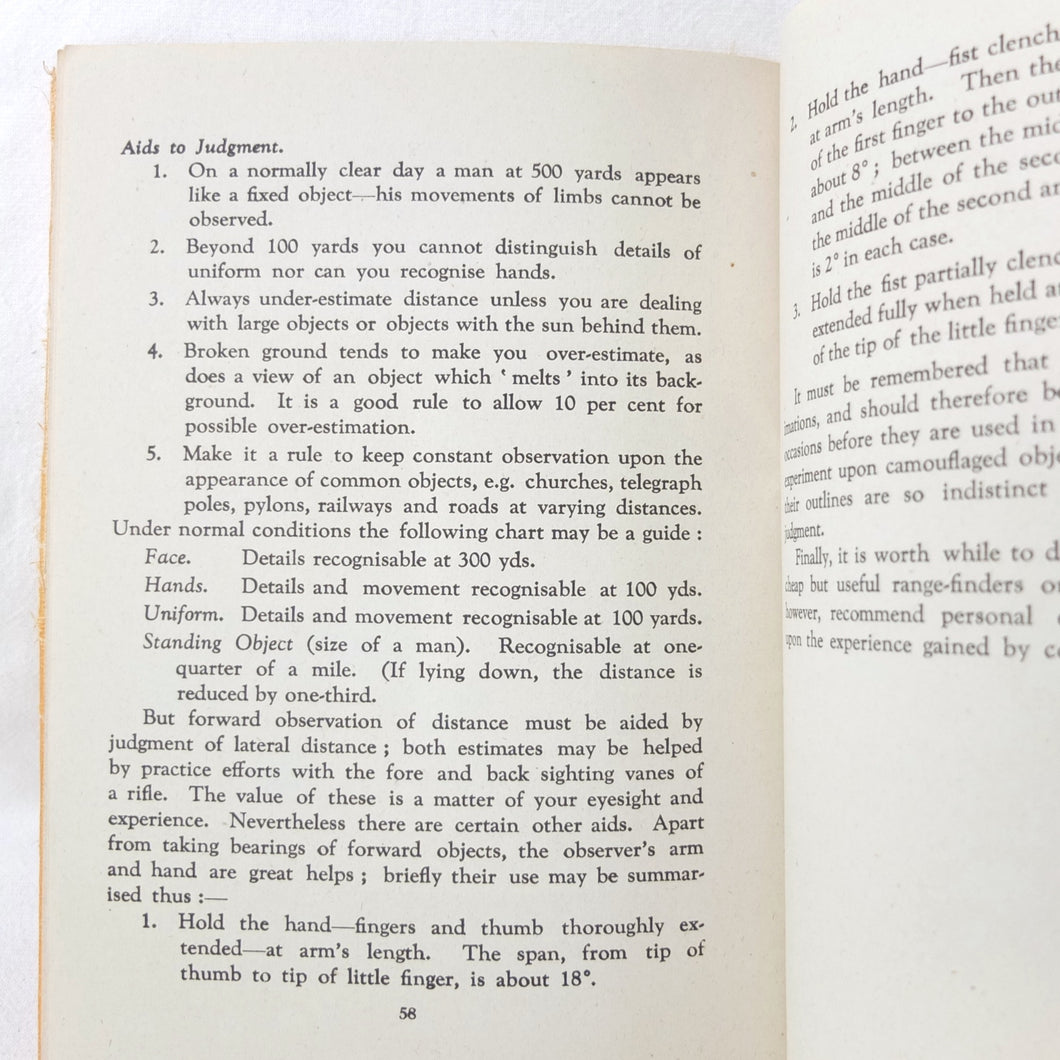 Aids to Judgment.
1. On a normally clear day a man at 500 yards appears
like a fixed object—his movements of limbs cannot be
observed.
2. Beyond 100 yards you cannot distinguish details of
uniform nor can you recognise hands.
3. Always under-estimate distance unless you are dealing
with large objects or objects with the sun behind them.
4. Broken ground tends to make you over-estimate, as
does a view of an object which ‘ melts ’ into its back-
ground. It is a good rule to allow 10 per cent for
possible over-estimation.
5. Make it a rule to keep constant observation upon the
appearance of common objects, e.g. churches, telegraph
poles, pylons, railways and roads at varying distances.
Under normal conditions the following chart may be a guide :
Face. Details recognisable at 300 yds.
Hands. Details and movement recognisable at 100 yds.
Uniform. Details and movement recognisable at 100 yards.
Standing Object (size of a man). Recognisable at one-
quarter of a mile. (If lying down, the distance is
reduced by one-third.
But forward observation of distance must be aided by
judgment of lateral distance ; both estimates may be helped
by practice efforts with the fore and back sighting vanes of
a rifle. The value of these is a matter of your eyesight and
experience. Nevertheless there are certain other aids. Apart
from taking bearings of forward objects, the observer's arm
and hand are great helps ; briefly their use may be summar-
ised thus :—
1. Hold the hand—fingers and thumb thoroughly ex-
tended—at arm's length. The span, from tip of
thumb to tip of little finger, is about 18°.
58
2. Hold the hand—fist clench
at arm's length. Then the
of the first finger to the out
about 8° ; between the mid
and the middle of the seco
the middle of the second an
is 2° in each case.
3. Hold the fist partially clenc
extended fully when held a
of the tip of the little finge
It must be remembered that
imations, and should therefore be
occasions before they are used in
experiment upon camouflaged obje
their outlines are so indistinct
judgment.
Finally, it is worth while to d
cheap but useful range-finders o
however, recommend personal
upon the experience gained by c